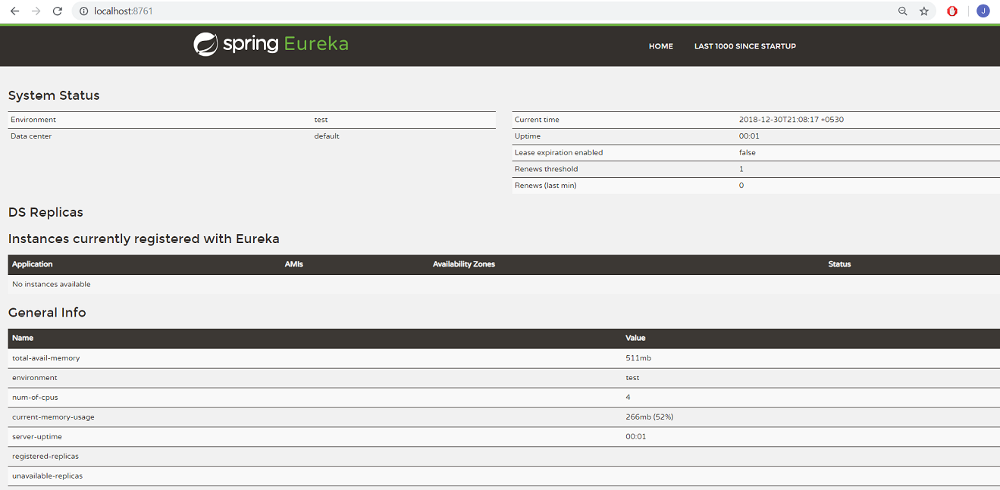 localhost:8761
J
spring Eureka
HOME LAST 1000 SINCE STARTUP
System Status
Environment test
Data center default
Current time 2018-12-30T21:08:17 +0530
Uptime 00:01
Lease expiration enabled false
Renews threshold 1
Renews (last min) 0
DS Replicas
Instances currently registered with Eureka
Application AMIs Availability Zones Status
No instances available
General Info
Name Value
total-avail-memory 511mb
environment test
num-of-cpus 4
current-memory-usage 266mb (52%)
server-uptime 00:01
registered-replicas
unavailable-replicas